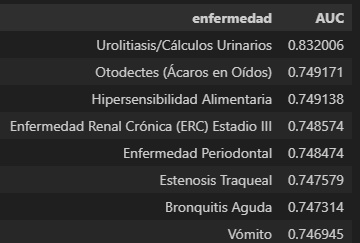 enfermedad AUC
Urolitiasis/Cálculos Urinarios 0.832006
Otodectes (Ácaros en Oídos) 0.749171
Hipersensibilidad Alimentaria 0.749138
Enfermedad Renal Crónica (ERC) Estadio III 0.748574
Enfermedad Periodontal 0.748474
Estenosis Traqueal 0.747579
Bronquitis Aguda 0.747314
Vómito 0.746945